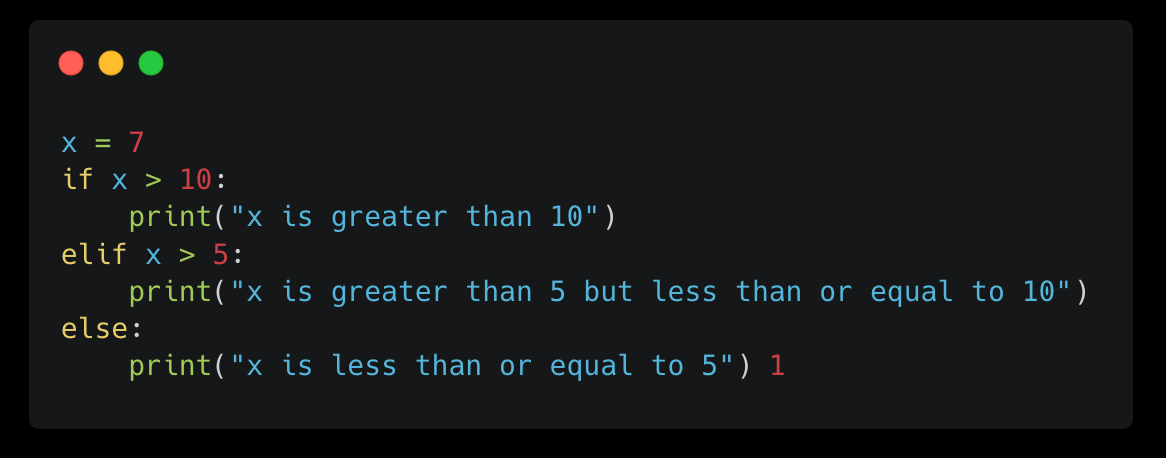 x = 7
if x > 10:
    print("x is greater than 10")
elif x > 5:
    print("x is greater than 5 but less than or equal to 10")
else:
    print("x is less than or equal to 5") 1